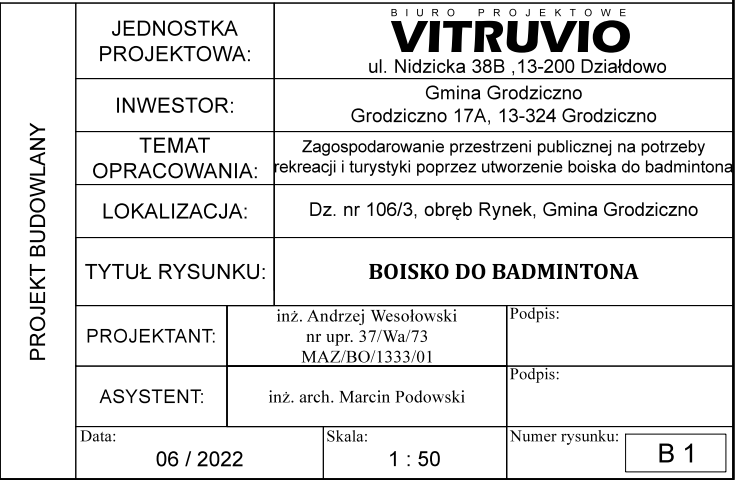 PROJEKT BUDOWLANY
JEDNOSTKA
PROJEKTOWA:
BIURO PROJEKTOWE
VITRUVIO
ul. Nidzicka 38B ,13-200 Działdowo
INWESTOR:
Gmina Grodziczno
Grodziczno 17A, 13-324 Grodziczno
TEMAT
OPRACOWANIA:
Zagospodarowanie przestrzeni publicznej na potrzeby
rekreacji i turystyki poprzez utworzenie boiska do badmintona
LOKALIZACJA:
Dz. nr 106/3, obręb Rynek, Gmina Grodziczno
TYTUŁ RYSUNKU:
BOISKO DO BADMINTONA
PROJEKTANT:
inż. Andrzej Wesołowski
nr upr. 37/Wa/73
MAZ/BO/1333/01
Podpis:
ASYSTENT:
inż. arch. Marcin Podowski
Podpis:
Data:
06 / 2022
Skala:
1 : 50
Numer rysunku:
B 1